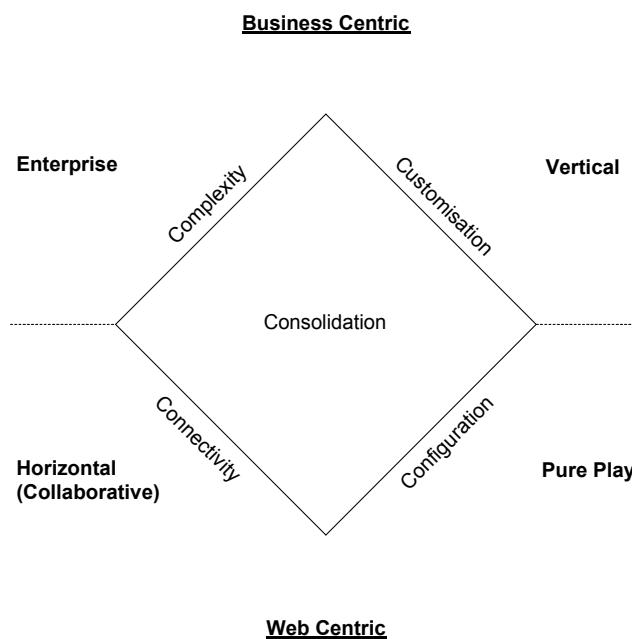 Business Centric
Enterprise
Complexity
Customisation
Vertical
Consolidation
Horizontal
(Collaborative)
Connectivity
Configuration
Pure Play
Web Centric